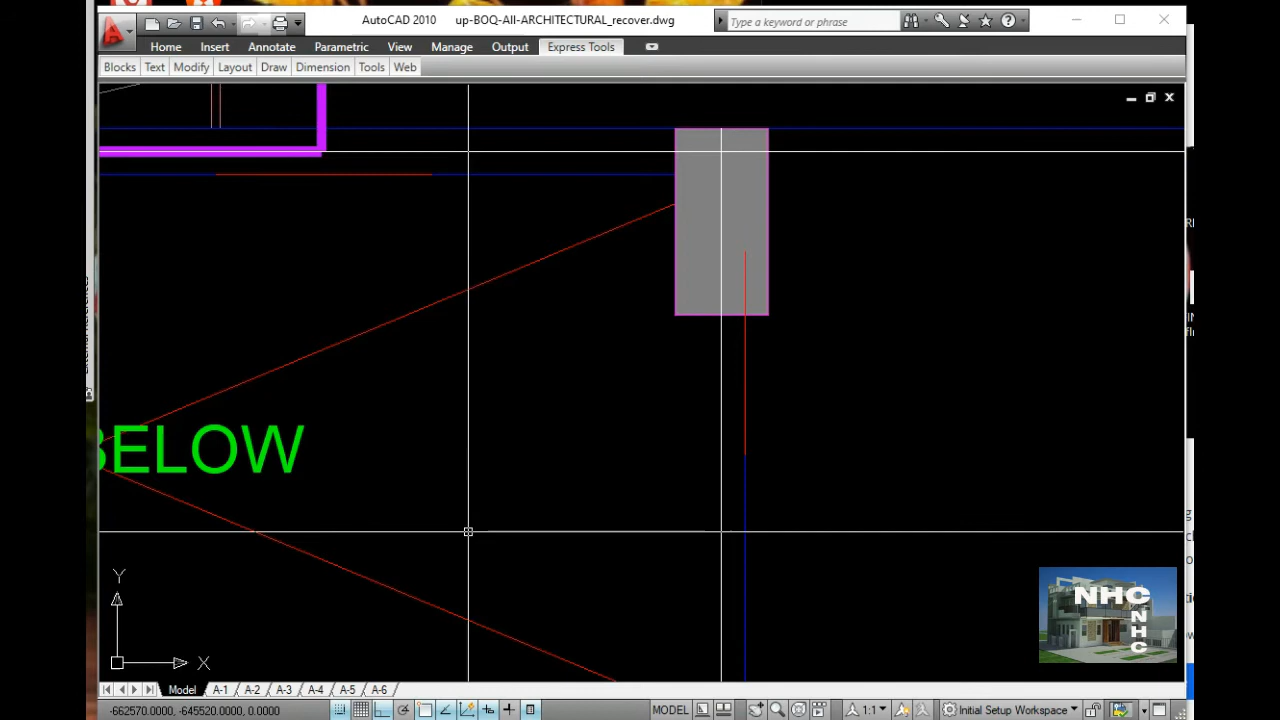 AutoCAD 2010 up-BOQ-All-ARCHITECTURAL_recover.dwg
Type a keyword or phrase
Home Insert Annotate Parametric View Manage Output Express Tools
Blocks Text Modify Layout Draw Dimension Tools Web
BELOW
NHC
NHC
Y
X
Model A-1 A-2 A-3 A-4 A-5 A-6
-662570.0000, -645520.0000, 0.0000 MODEL 1:1 Initial Setup Workspace